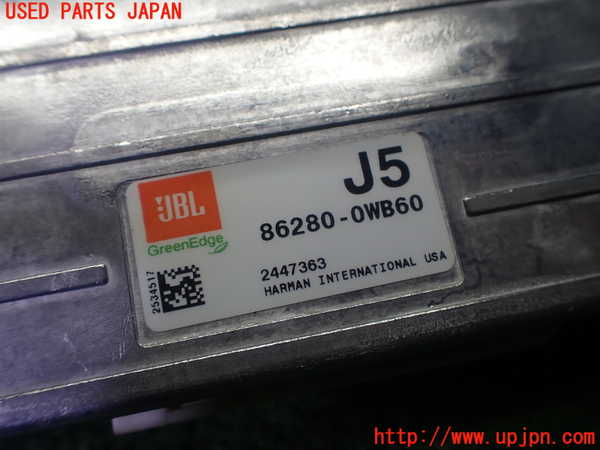 USED PARTS JAPAN
J5
JBL
GreenEdge
86280-0WB60
2534517
2447363
HARMAN INTERNATIONAL USA
http://www.upjpn.com/